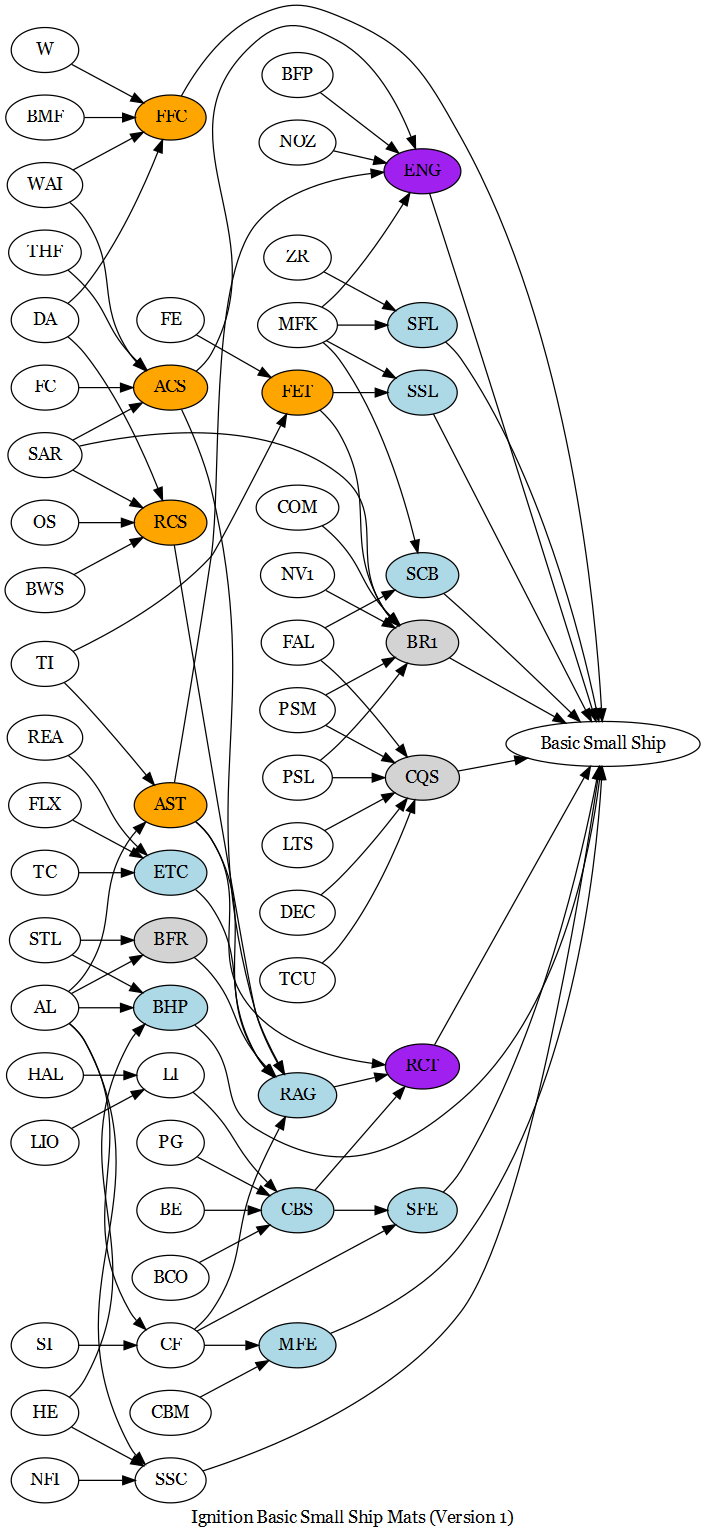 W
BMF
WAI
THF
DA
FC
SAR
OS
BWS
TI
REA
FLX
TC
STL
AL
HAL
LIO
SI
HE
NFI
FFC
FE
ACS
RCS
AST
ETC
BFR
BHP
LI
PG
BE
BCO
CF
CBM
SSC
BFP
NOZ
ZR
MFK
FET
COM
NV1
FAL
PSM
PSL
LTS
DEC
TCU
RAG
CBS
MFE
ENG
SFL
SSL
SCB
BR1
CQS
RCT
SFE
Basic Small Ship
Ignition Basic Small Ship Mats (Version 1)